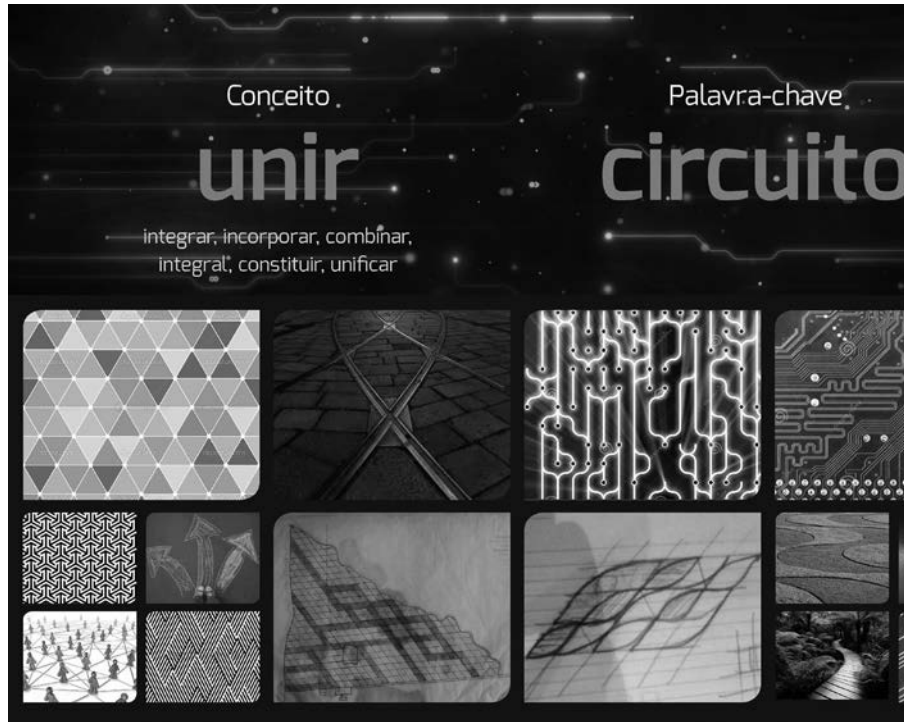 Conceito
Palavra-chave
unir
circuito
integrar, incorporar, combinar,
integral, constituir, unificar